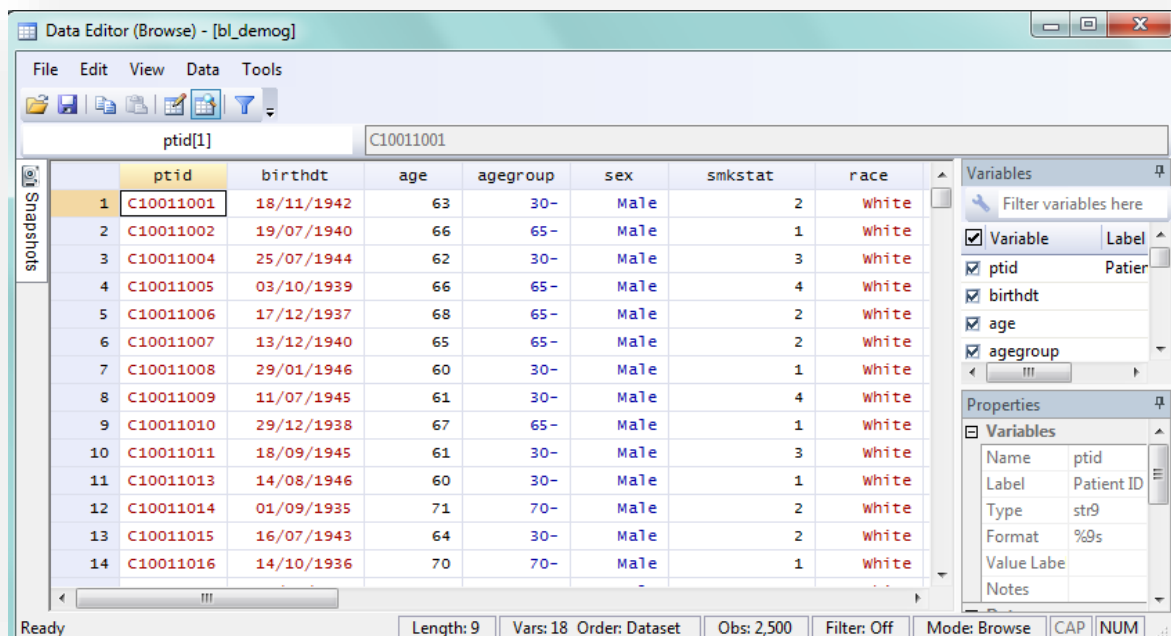 Data Editor (Browse) - [bl_demog]
File Edit View Data Tools
ptid[1] C10011001
Snapshots
ptid birthdt age agegroup sex smkstat race
1 C10011001 18/11/1942 63 30- Male 2 White
2 C10011002 19/07/1940 66 65- Male 1 White
3 C10011004 25/07/1944 62 30- Male 3 White
4 C10011005 03/10/1939 66 65- Male 4 White
5 C10011006 17/12/1937 68 65- Male 2 White
6 C10011007 13/12/1940 65 65- Male 2 White
7 C10011008 29/01/1946 60 30- Male 1 White
8 C10011009 11/07/1945 61 30- Male 4 White
9 C10011010 29/12/1938 67 65- Male 1 White
10 C10011011 18/09/1945 61 30- Male 3 White
11 C10011013 14/08/1946 60 30- Male 1 White
12 C10011014 01/09/1935 71 70- Male 2 White
13 C10011015 16/07/1943 64 30- Male 2 White
14 C10011016 14/10/1936 70 70- Male 1 White
Variables
Filter variables here
Variable Label
ptid Patier
birthdt
age
agegroup
Properties
Variables
Name ptid
Label Patient ID
Type str9
Format %9s
Value Labe
Notes
Ready Length: 9 Vars: 18 Order: Dataset Obs: 2,500 Filter: Off Mode: Browse CAP NUM